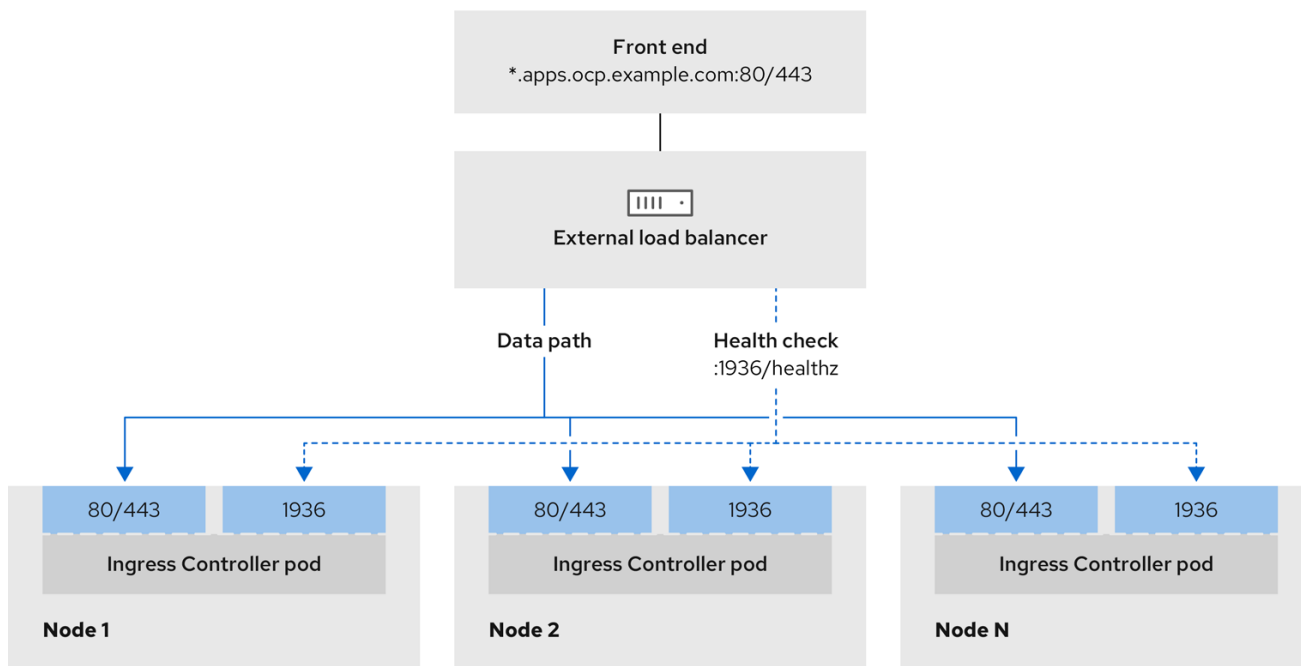 Front end
*.apps.ocp.example.com:80/443
External load balancer
Data path
Health check
:1936/healthz
80/443
1936
80/443
1936
80/443
1936
Ingress Controller pod
Ingress Controller pod
Ingress Controller pod
Node 1
Node 2
Node N